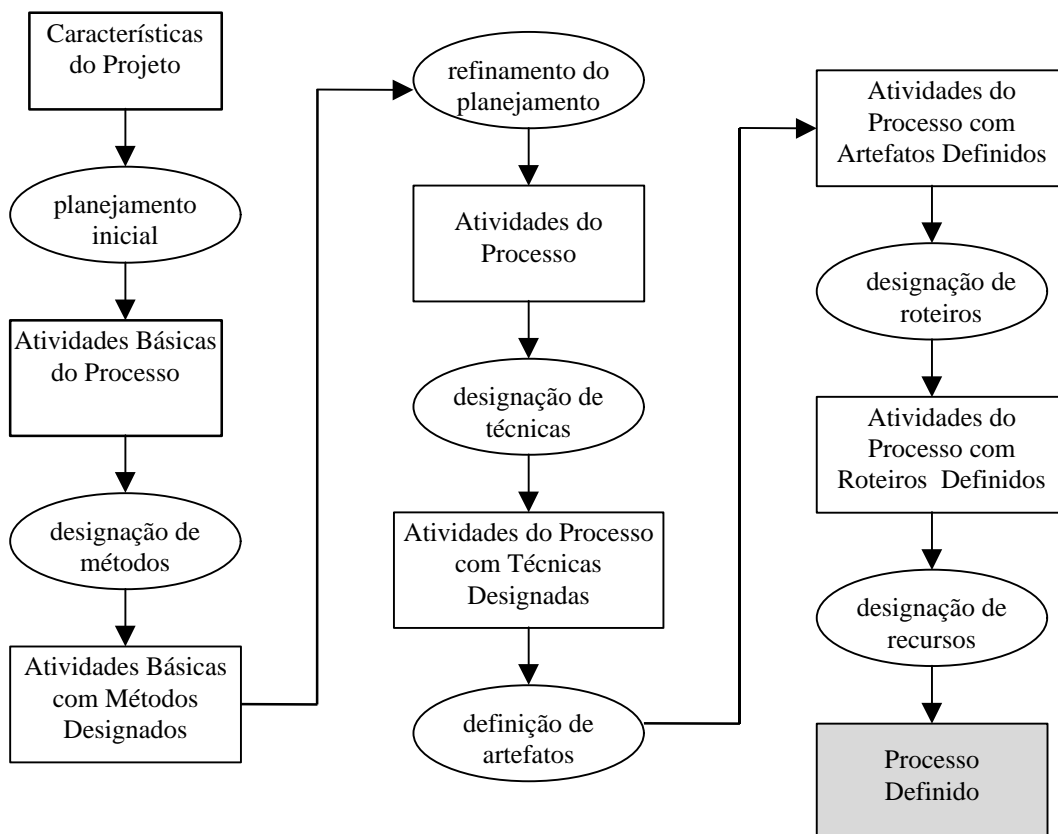 Características
do Projeto
planejamento
inicial
Atividades Básicas
do Processo
designação de
métodos
Atividades Básicas
com Métodos
Designados
refinamento do
planejamento
Atividades do
Processo
designação de
técnicas
Atividades do Processo
com Técnicas
Designadas
definição de
artefatos
Atividades do
Processo com
Artefatos Definidos
designação de
roteiros
Atividades do
Processo com
Roteiros Definidos
designação de
recursos
Processo
Definido